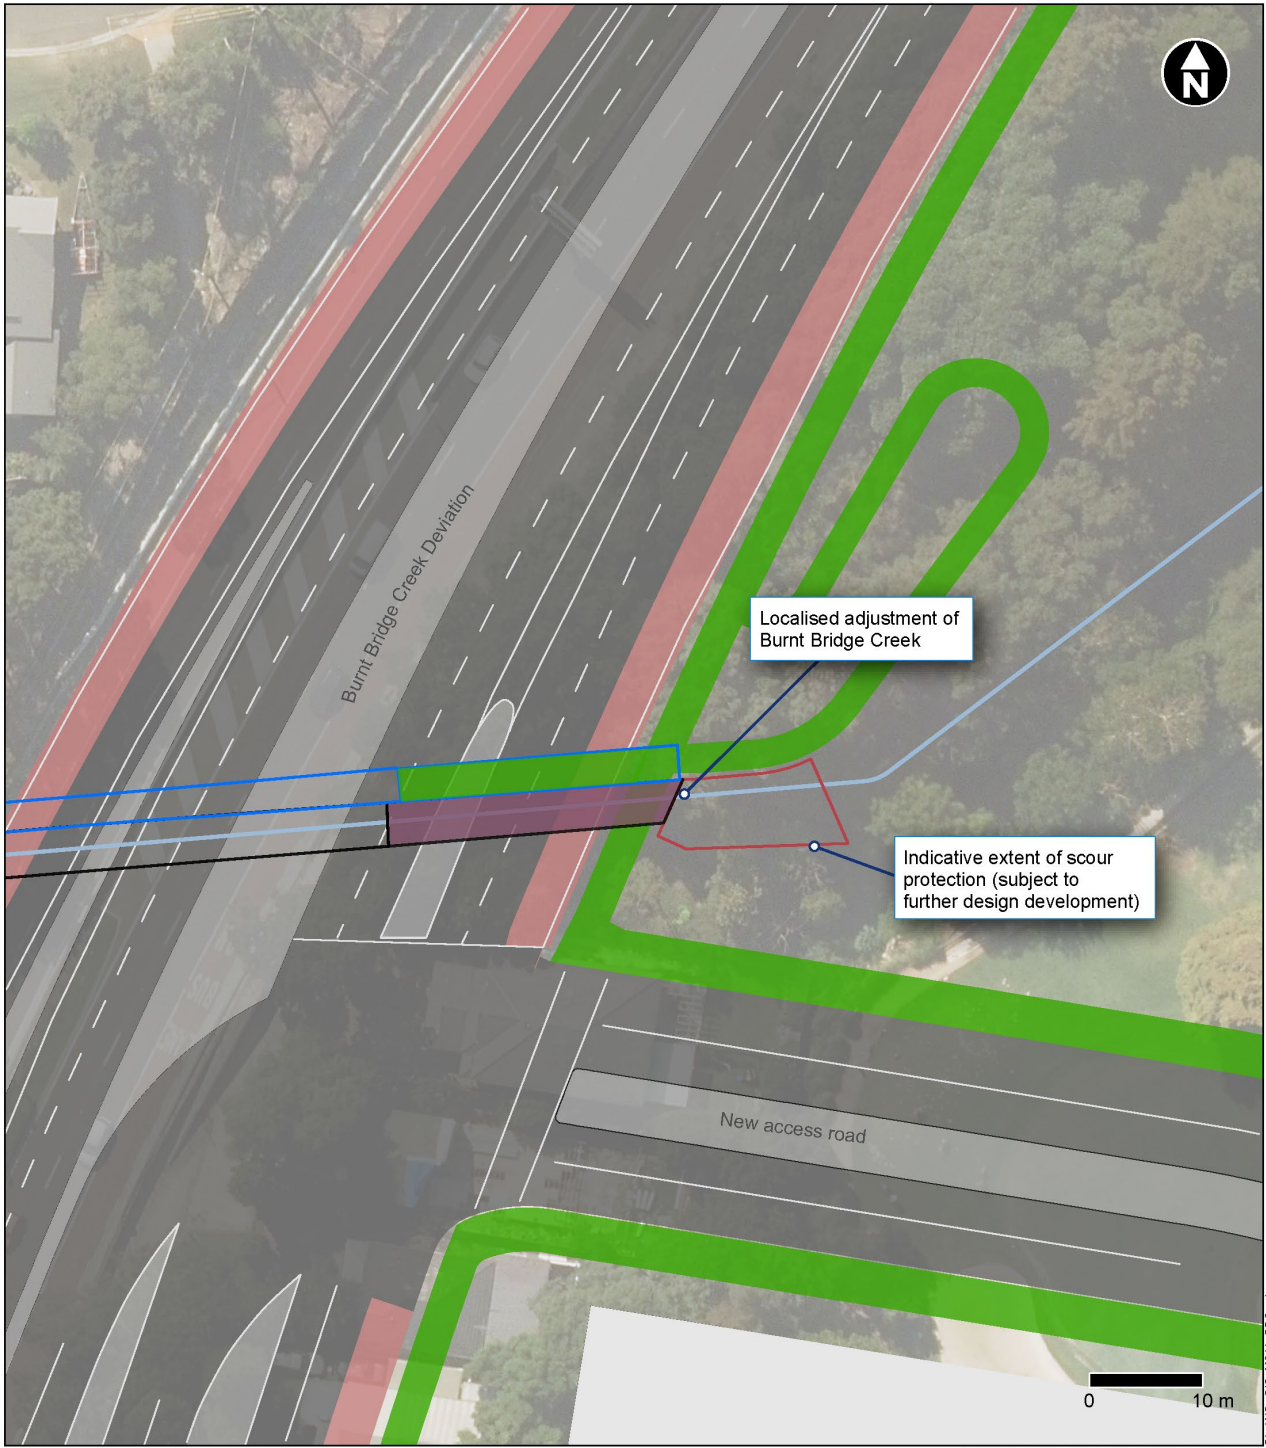 N
Burnt Bridge Creek Deviation
Localised adjustment of
Burnt Bridge Creek
Indicative extent of scour
protection (subject to
further design development)
New access road
0 10 m